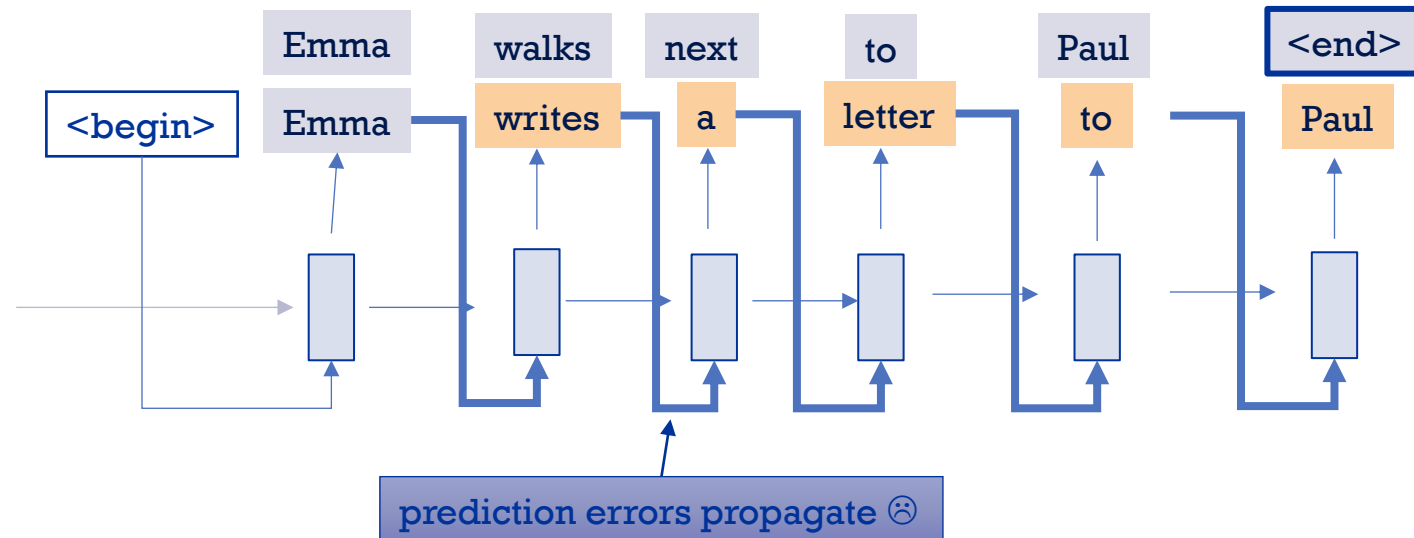 Emma walks next to Paul <end>
<begin> Emma writes a letter to Paul
prediction errors propagate ☹